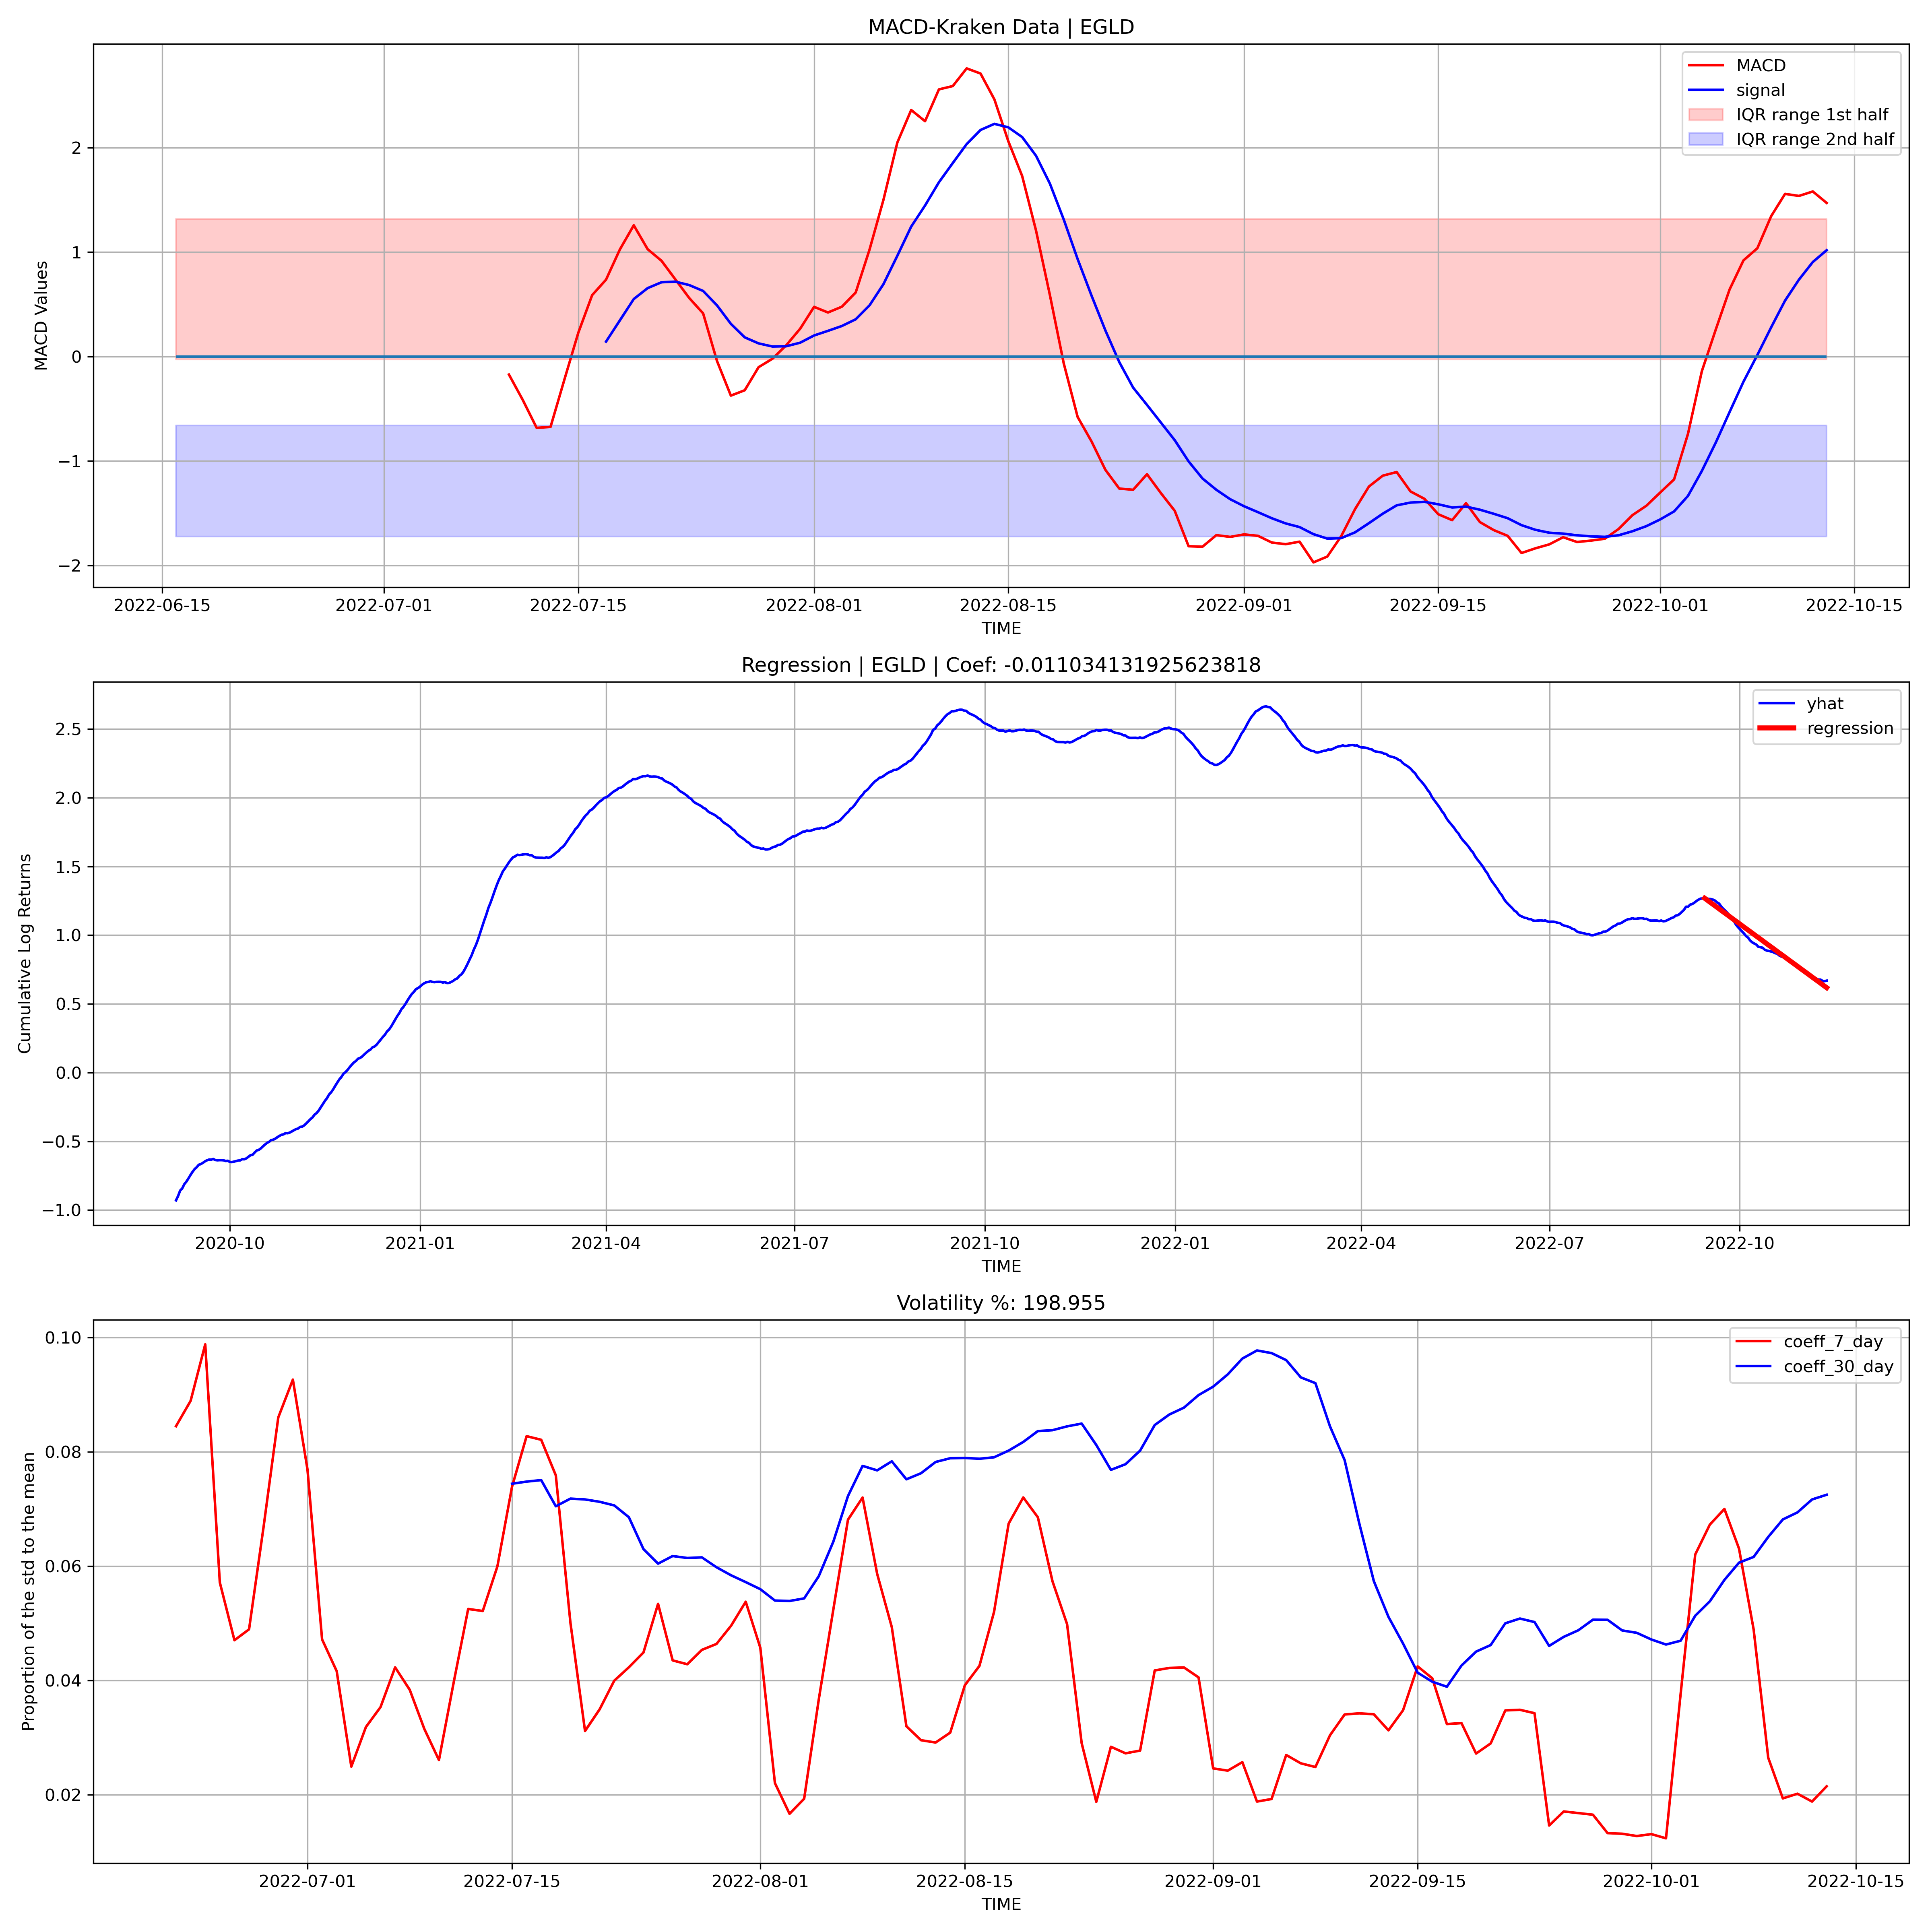 MACD-Kraken Data | EGLD
MACD
signal
IQR range 1st half
IQR range 2nd half
MACD Values
2
1
0
−1
−2
2022-06-15 2022-07-01 2022-07-15 2022-08-01 2022-08-15 2022-09-01 2022-09-15 2022-10-01 2022-10-15
TIME
Regression | EGLD | Coef: -0.011034131925623818
yhat
regression
Cumulative Log Returns
2.5
2.0
1.5
1.0
0.5
0.0
−0.5
−1.0
2020-10 2021-01 2021-04 2021-07 2021-10 2022-01 2022-04 2022-07 2022-10
TIME
Volatility %: 198.955
coeff_7_day
coeff_30_day
Proportion of the std to the mean
0.10
0.08
0.06
0.04
0.02
2022-07-01 2022-07-15 2022-08-01 2022-08-15 2022-09-01 2022-09-15 2022-10-01 2022-10-15
TIME